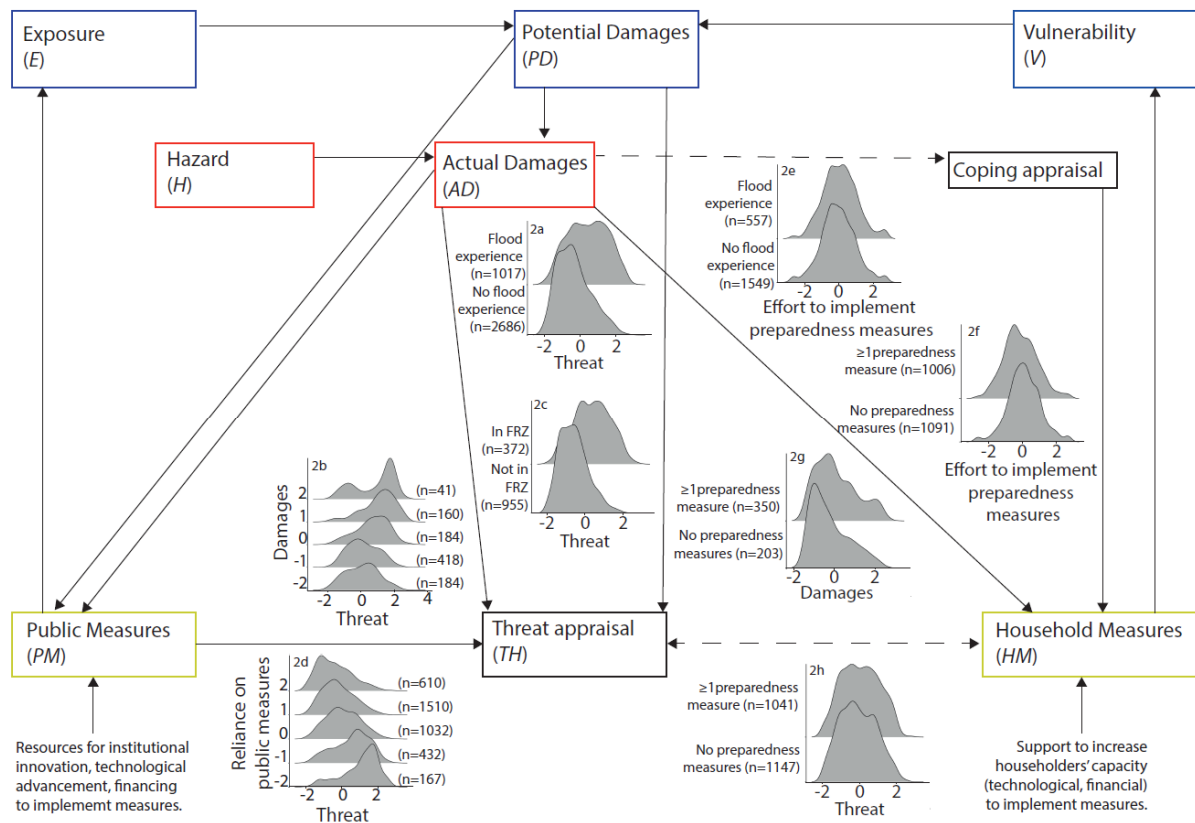 Exposure
(E)
Potential Damages
(PD)
Vulnerability
(V)
Hazard
(H)
Actual Damages
(AD)
Coping appraisal
2e
Flood
experience
(n=557)
No flood
experience
(n=1549)
-2 0 2
Effort to implement
preparedness measures
2a
Flood
experience
(n=1017)
No flood
experience
(n=2686)
-2 0 2
Threat
2f
≥1preparedness
measure (n=1006)
No preparedness
measures (n=1091)
-2 0 2
Effort to implement
preparedness
measures
2c
In FRZ
(n=372)
Not in
FRZ
(n=955)
-2 0 2
Threat
2b
Damages
2 (n=41)
1 (n=160)
0 (n=184)
-1 (n=418)
-2 (n=184)
-2 0 2 4
Threat
2g
≥1preparedness
measure (n=350)
No preparedness
measures (n=203)
-2 0 2
Damages
Public Measures
(PM)
Threat appraisal
(TH)
Household Measures
(HM)
2d
Reliance on
public measures
2 (n=610)
1 (n=1510)
0 (n=1032)
-1 (n=432)
-2 (n=167)
-2 0 2
Threat
2h
≥1preparedness
measure (n=1041)
No preparedness
measures (n=1147)
-2 0 2
Threat
Resources for institutional
innovation, technological
advancement, financing
to implement measures.
Support to increase
householders' capacity
(technological, financial)
to implement measures.